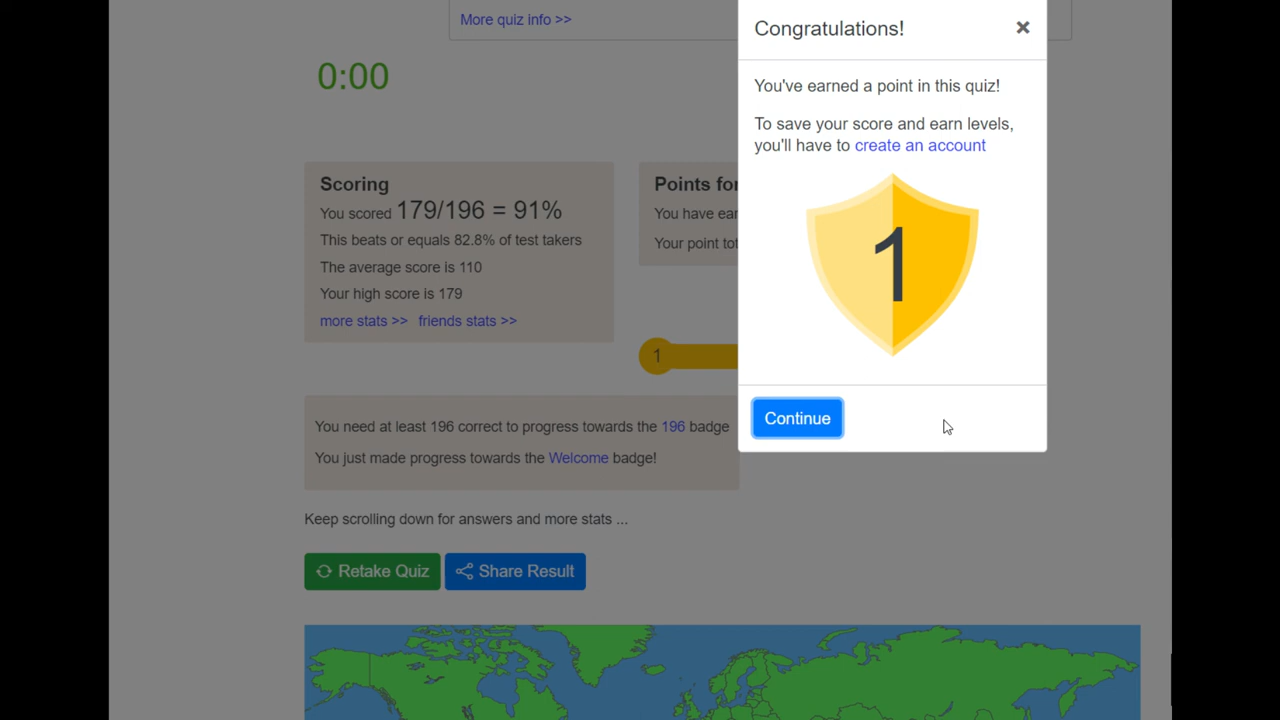 More quiz info >>
0:00
Scoring
You scored 179/196 = 91%
This beats or equals 82.8% of test takers
The average score is 110
Your high score is 179
more stats >> friends stats >>
Points for
You have ear
Your point tot
1
You need at least 196 correct to progress towards the 196 badge
You just made progress towards the Welcome badge!
Keep scrolling down for answers and more stats ...
Retake Quiz
Share Result
Congratulations!
×
You've earned a point in this quiz!
To save your score and earn levels,
you'll have to create an account
1
Continue